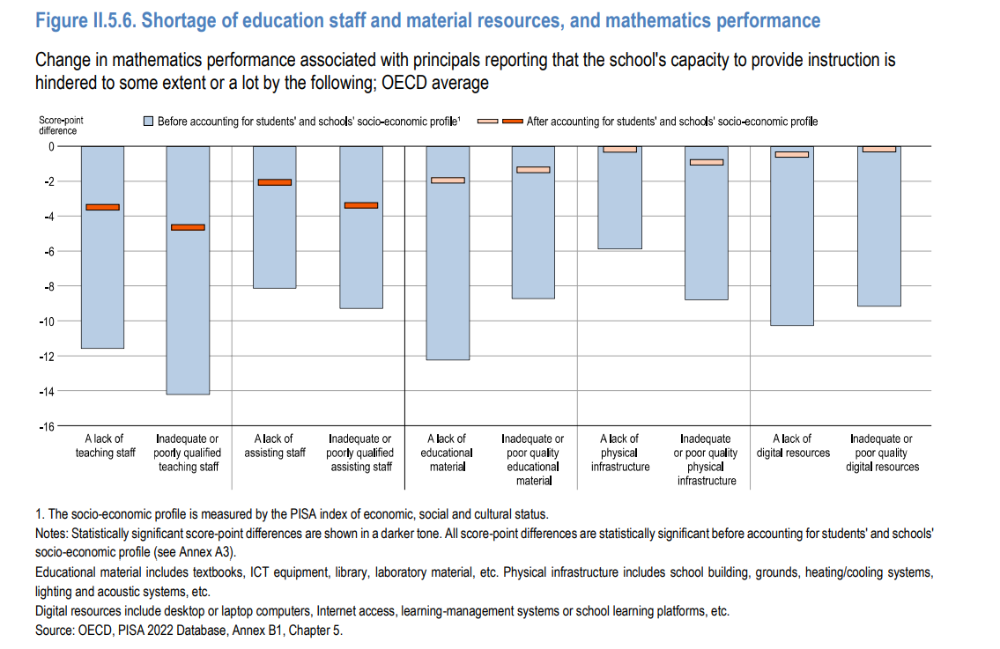 Figure II.5.6. Shortage of education staff and material resources, and mathematics performance
Change in mathematics performance associated with principals reporting that the school's capacity to provide instruction is
hindered to some extent or a lot by the following; OECD average
Score-point
difference
Before accounting for students' and schools' socio-economic profile¹
After accounting for students' and schools' socio-economic profile
0
-2
-4
-6
-8
-10
-12
-14
-16
A lack of
teaching staff
Inadequate or
poorly qualified
teaching staff
A lack of
assisting staff
Inadequate or
poorly qualified
assisting staff
A lack of
educational
material
Inadequate or
poor quality
educational
material
A lack of
physical
infrastructure
Inadequate
or poor quality
physical
infrastructure
A lack of
digital resources
Inadequate or
poor quality
digital resources
1. The socio-economic profile is measured by the PISA index of economic, social and cultural status.
Notes: Statistically significant score-point differences are shown in a darker tone. All score-point differences are statistically significant before accounting for students' and schools'
socio-economic profile (see Annex A3).
Educational material includes textbooks, ICT equipment, library, laboratory material, etc. Physical infrastructure includes school building, grounds, heating/cooling systems,
lighting and acoustic systems, etc.
Digital resources include desktop or laptop computers, Internet access, learning-management systems or school learning platforms, etc.
Source: OECD, PISA 2022 Database, Annex B1, Chapter 5.